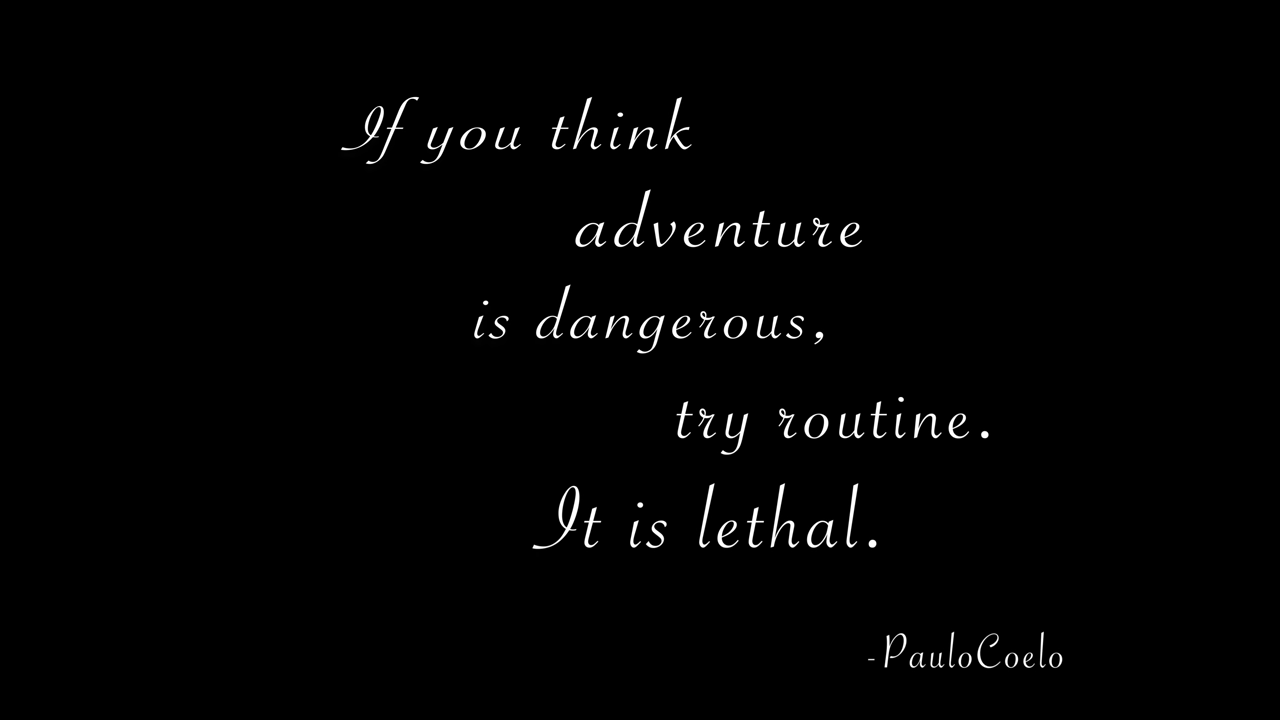 If you think
adventure
is dangerous,
try routine.
It is lethal.
-PauloCoelo